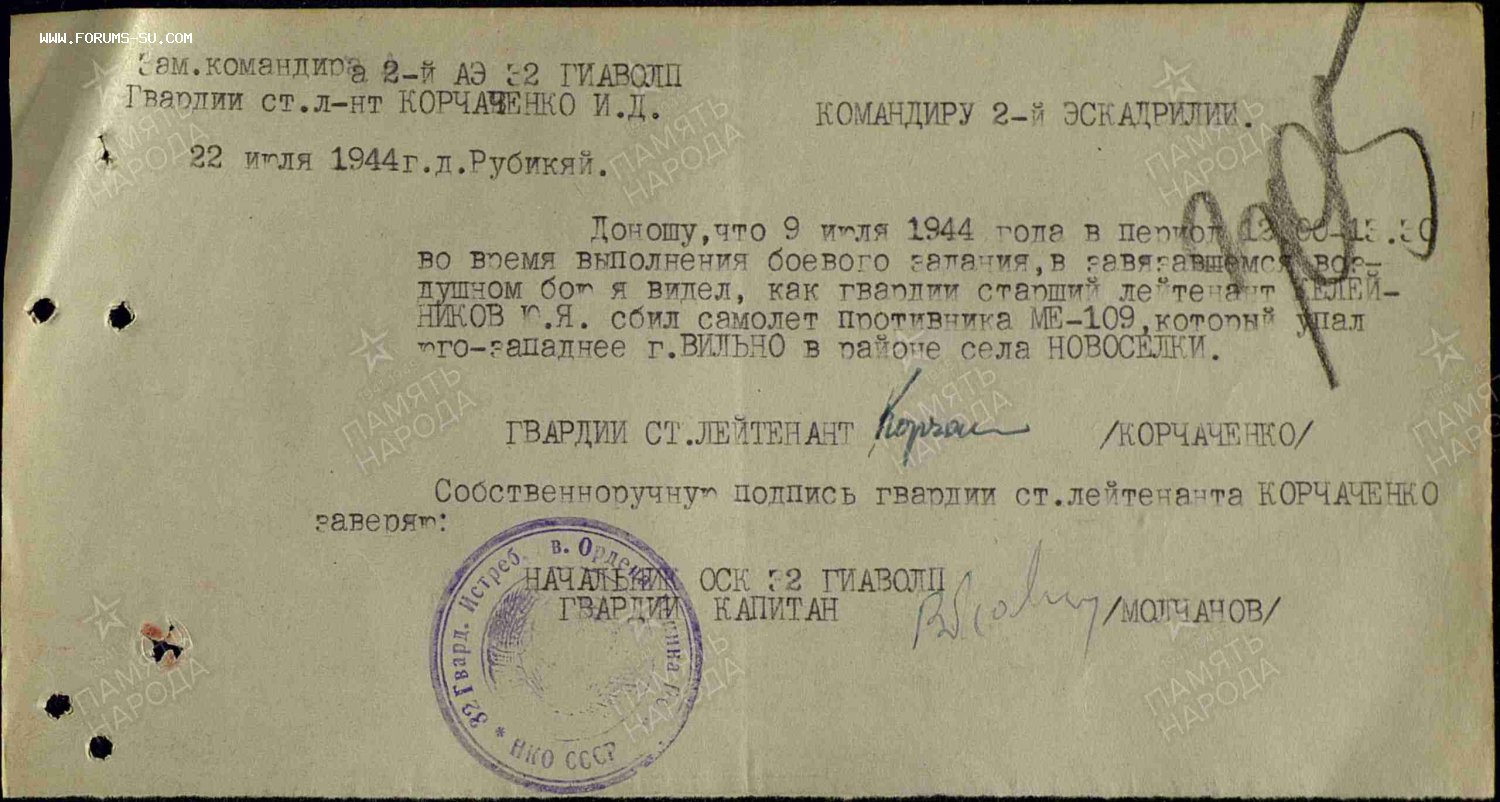 WWW.FORUMS-SU.COM
Зам.командира 2-й АЭ 32 ГИАВОЛП
Гвардии ст.л-нт КОРЧАЧЕНКО И.Д.
КОМАНДИРУ 2-й ЭСКАДРИЛИИ.
22 июля 1944г.д.Рубикяй.
Доношу,что 9 июля 1944 года в период
во время выполнения боевого задания,в завязавшемся воз-
душном бою я видел, как гвардии старший лейтенант
НИКОВ Ю.Я. сбил самолет противника МЕ-109,который упал
юго-западнее г.ВИЛЬНО в районе села НОВОСЕЛКИ.
ГВАРДИИ СТ.ЛЕЙТЕНАНТ /КОРЧАЧЕНКО/
Собственноручную подпись гвардии ст.лейтенанта КОРЧАЧЕНКО
заверяю:
НАЧАЛЬНИК ОСК 32 ГИАВОЛП
ГВАРДИИ КАПИТАН /МОЛЧАНОВ/
32 Гвард. Истреб. в. Ордена
* НКО СССР
ПАМЯТЬ НАРОДА